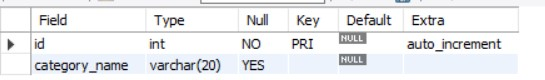 Field Type Null Key Default Extra
id int NO PRI NULL auto_increment
category_name varchar(20) YES NULL